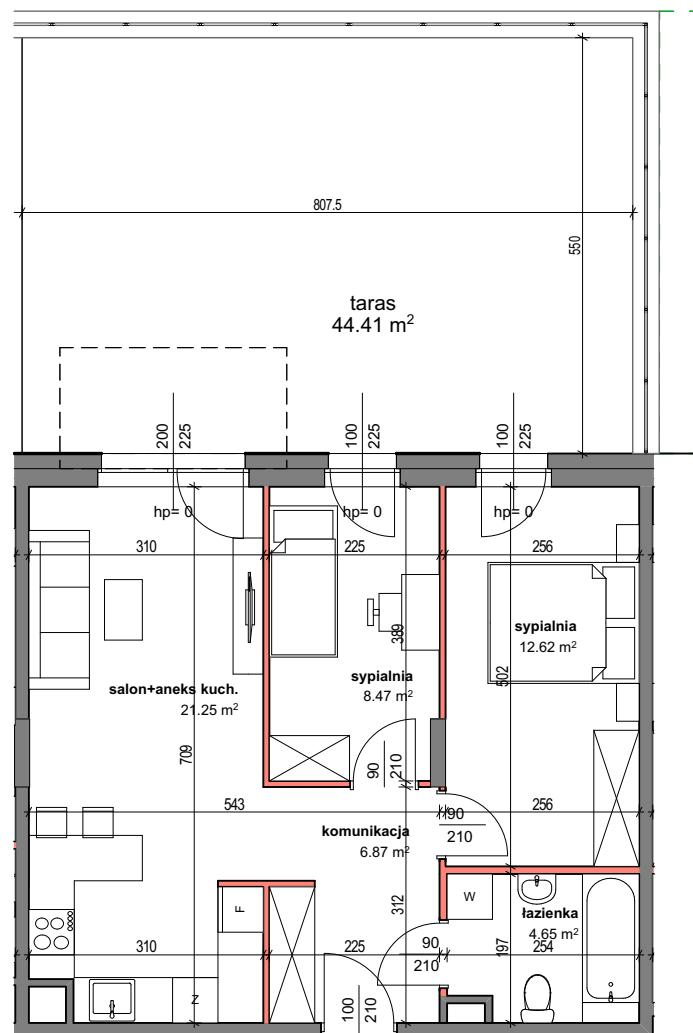 807.5
550
taras
44.41 m²
200
225
100
225
100
225
hp= 0
hp= 0
hp= 0
310
225
256
sypialnia
12.62 m²
389
sypialnia
8.47 m²
502
salon+aneks kuch.
21.25 m²
709
90
210
543
256
90
210
komunikacja
6.87 m²
312
F
W
łazienka
4.65 m²
310
225
90
210
197
254
Z
100
210